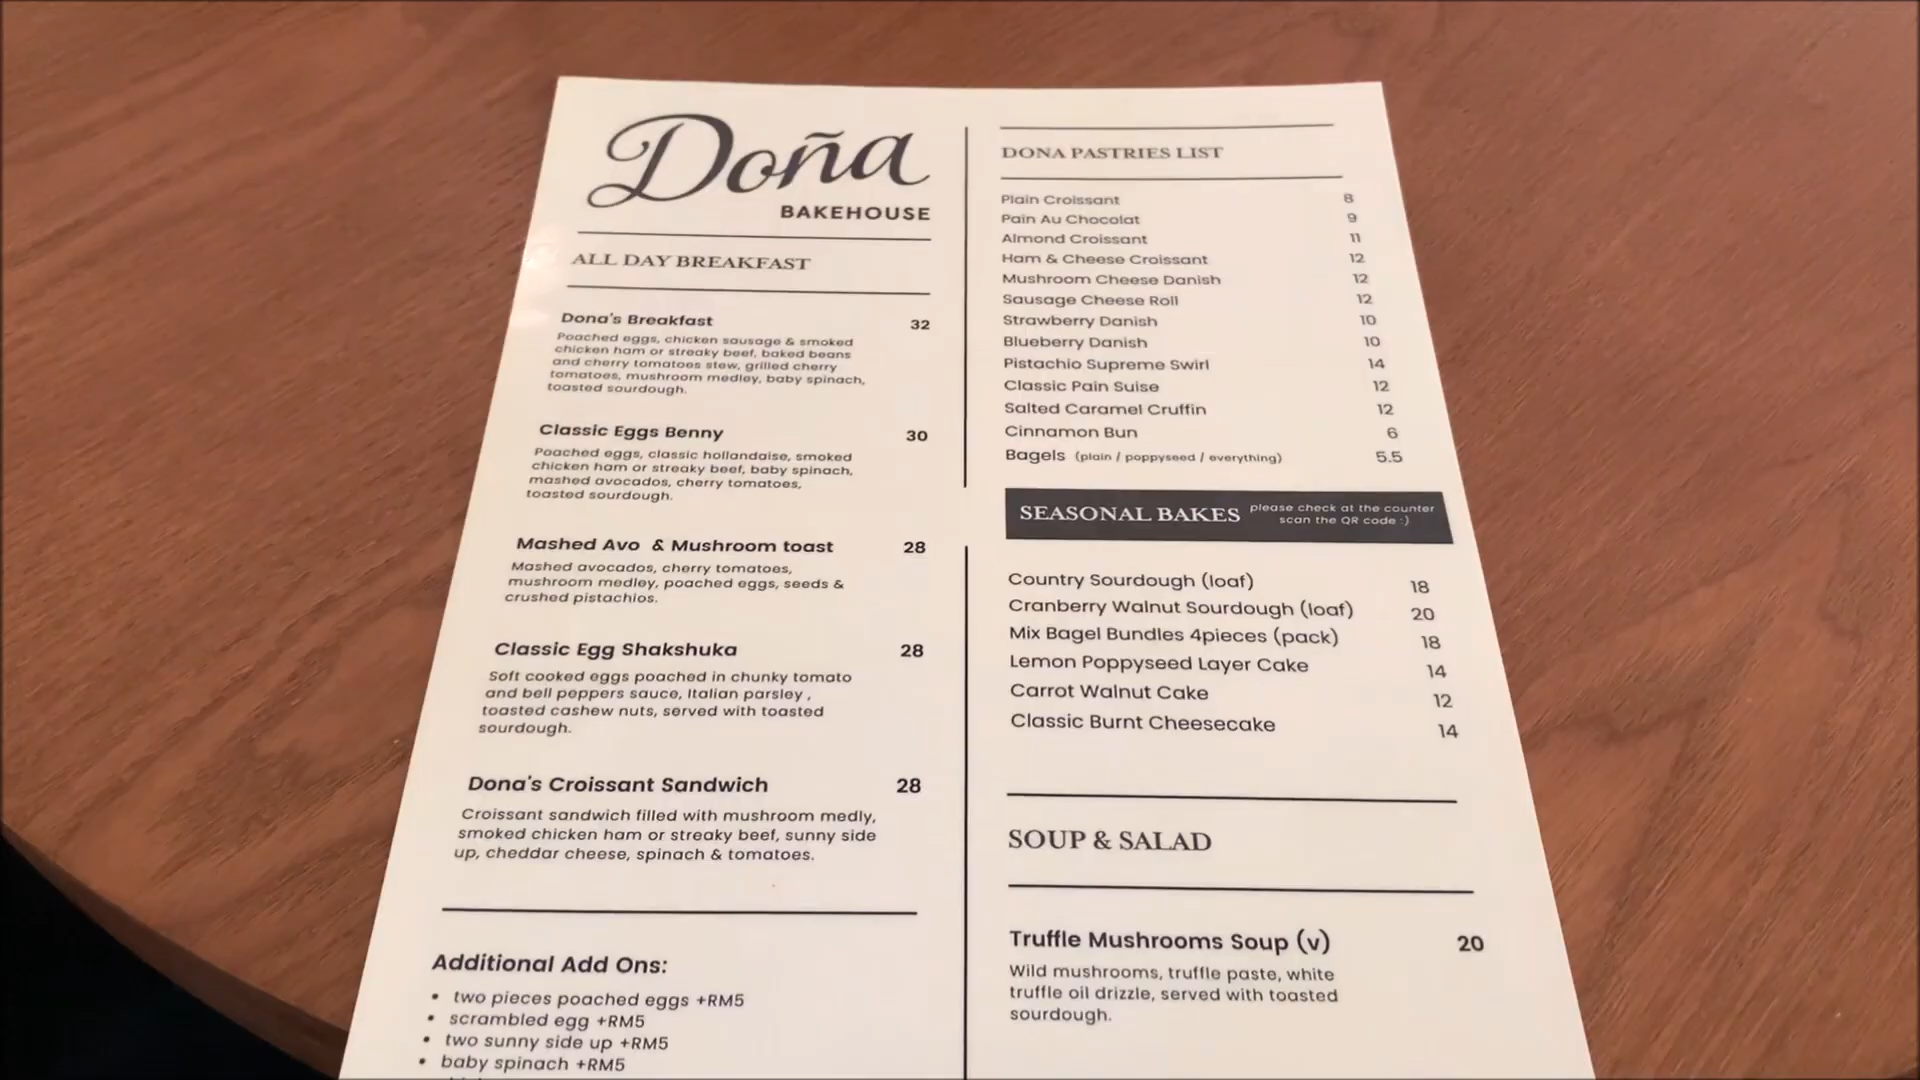 Doña
BAKEHOUSE
ALL DAY BREAKFAST
Dona's Breakfast 32
Poached eggs, chicken sausage & smoked
chicken ham or streaky beef, baked beans
and cherry tomatoes stew, grilled cherry
tomatoes, mushroom medley, baby spinach,
toasted sourdough.
Classic Eggs Benny 30
Poached eggs, classic hollandaise, smoked
chicken ham or streaky beef, baby spinach,
mashed avocados, cherry tomatoes,
toasted sourdough.
Mashed Avo & Mushroom toast 28
Mashed avocados, cherry tomatoes,
mushroom medley, poached eggs, seeds &
crushed pistachios.
Classic Egg Shakshuka 28
Soft cooked eggs poached in chunky tomato
and bell peppers sauce, Italian parsley ,
toasted cashew nuts, served with toasted
sourdough.
Dona's Croissant Sandwich 28
Croissant sandwich filled with mushroom medly,
smoked chicken ham or streaky beef, sunny side
up, cheddar cheese, spinach & tomatoes.
Additional Add Ons:
• two pieces poached eggs +RM5
• scrambled egg +RM5
• two sunny side up +RM5
• baby spinach +RM5
DONA PASTRIES LIST
Plain Croissant 8
Pain Au Chocolat 9
Almond Croissant 11
Ham & Cheese Croissant 12
Mushroom Cheese Danish 12
Sausage Cheese Roll 12
Strawberry Danish 10
Blueberry Danish 10
Pistachio Supreme Swirl 14
Classic Pain Suise 12
Salted Caramel Cruffin 12
Cinnamon Bun 6
Bagels (plain / poppyseed / everything) 5.5
SEASONAL BAKES please check at the counter
scan the QR code :)
Country Sourdough (loaf) 18
Cranberry Walnut Sourdough (loaf) 20
Mix Bagel Bundles 4pieces (pack) 18
Lemon Poppyseed Layer Cake 14
Carrot Walnut Cake 12
Classic Burnt Cheesecake 14
SOUP & SALAD
Truffle Mushrooms Soup (v) 20
Wild mushrooms, truffle paste, white
truffle oil drizzle, served with toasted
sourdough.